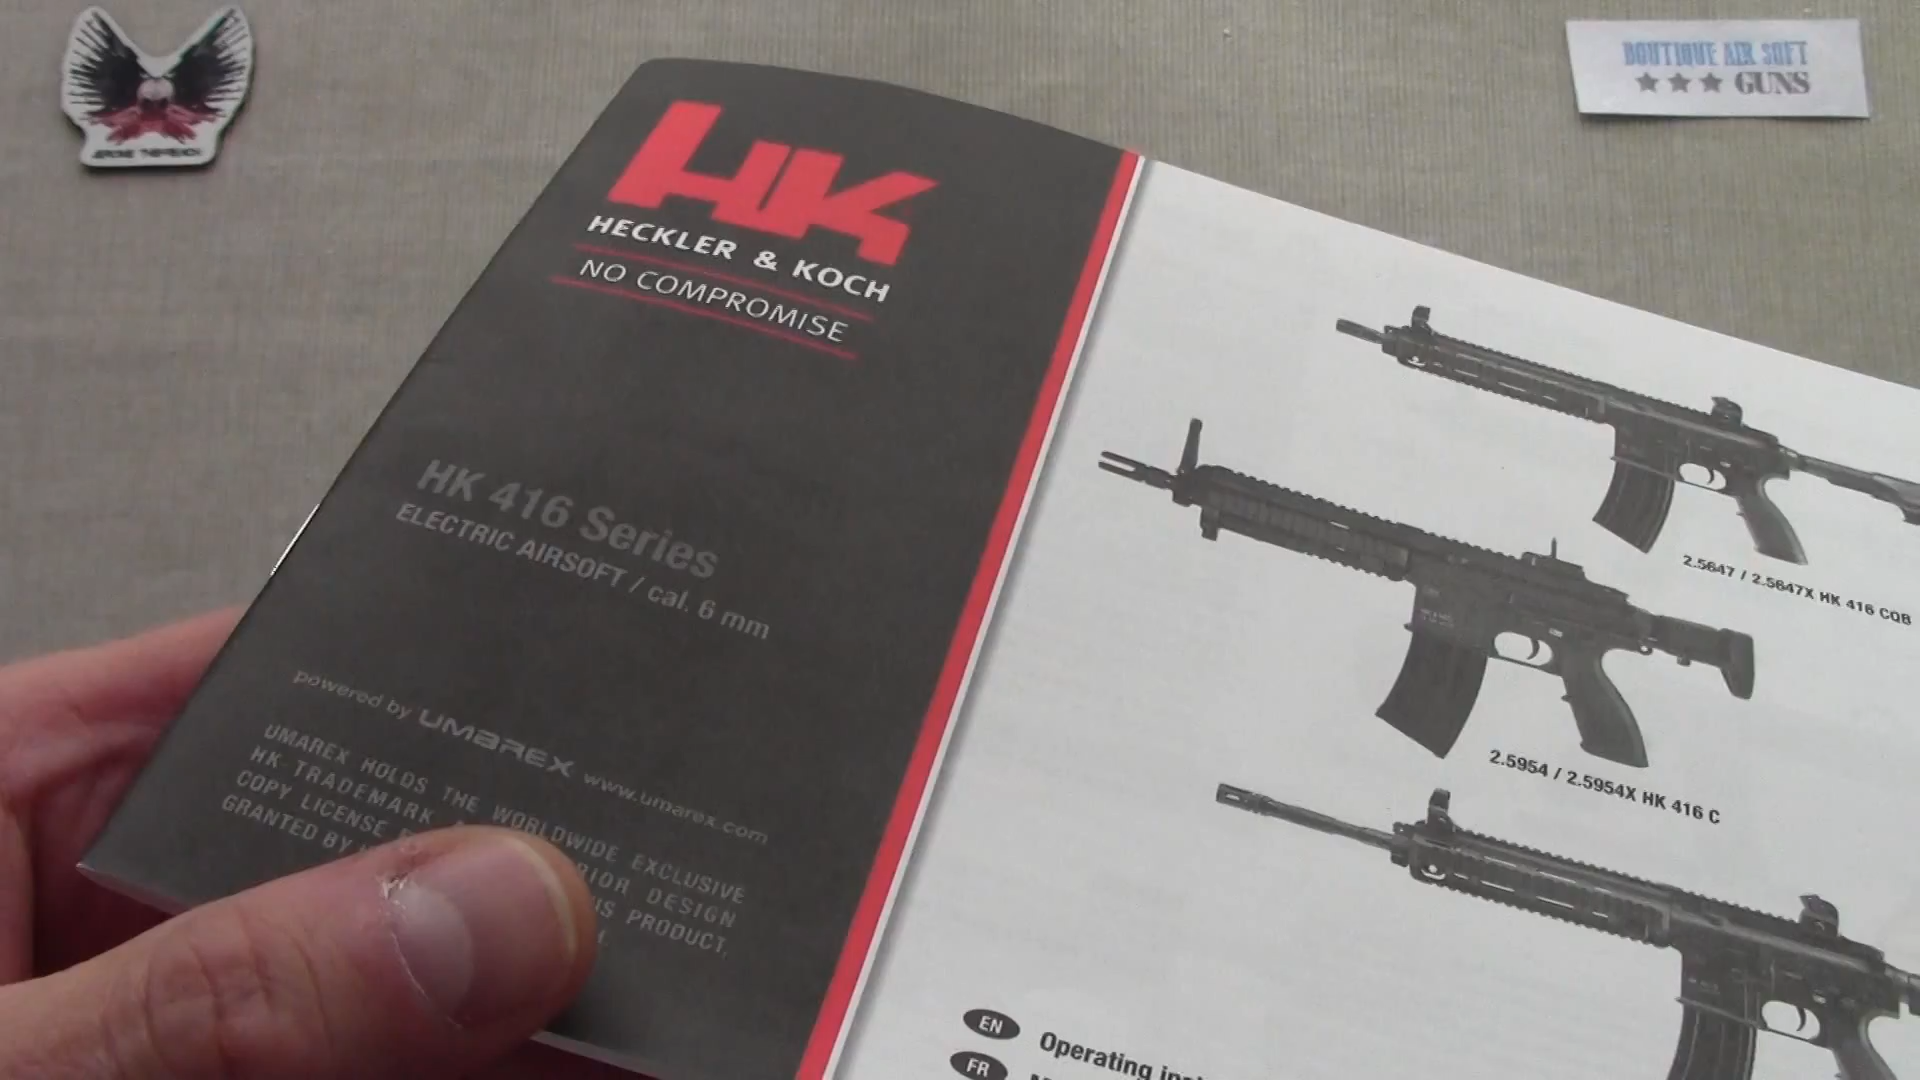 BOUTIQUE AIR SOFT
GUNS
HK
HECKLER & KOCH
NO COMPROMISE
HK 416 Series
ELECTRIC AIRSOFT / cal. 6 mm
powered by UMAREX www.umarex.com
UMAREX HOLDS THE WORLDWIDE EXCLUSIVE
HK TRADEMARK DESIGN
COPY LICENSE PRODUCT,
GRANTED BY
2.5647 / 2.5647X HK 416 CQB
2.5954 / 2.5954X HK 416 C
EN Operating
FR